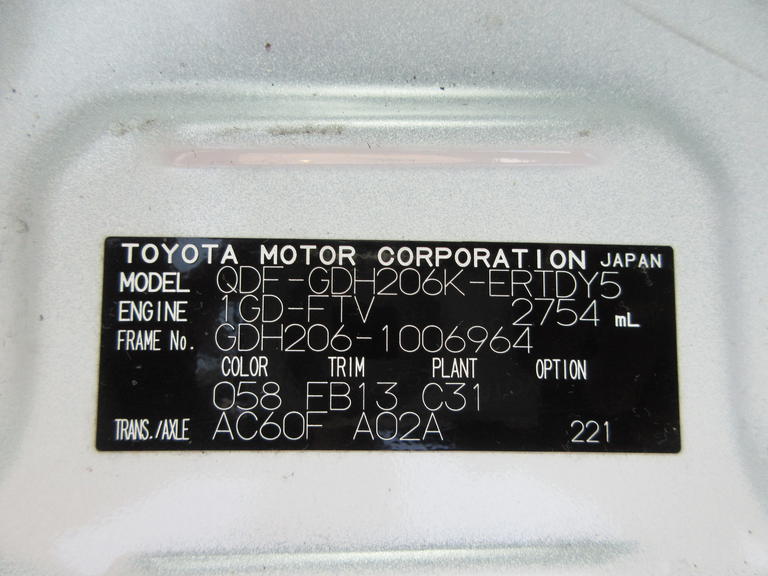 TOYOTA MOTOR CORPORATION JAPAN
MODEL QDF-GDH206K-ERTDY5
ENGINE 1GD-FTV 2754 mL
FRAME No. GDH206-1006964
COLOR TRIM PLANT OPTION
058 FB13 C31
TRANS./AXLE AC60F A02A 221